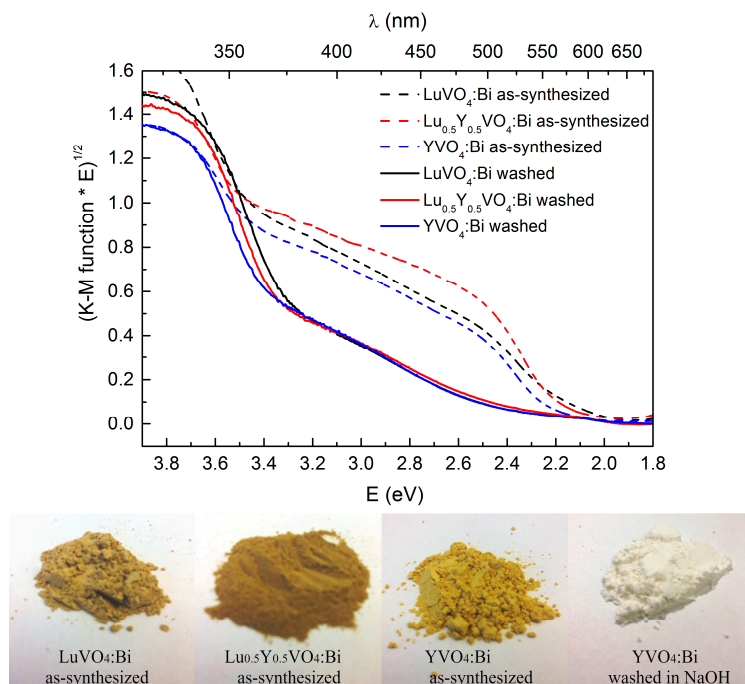 λ (nm)
350 400 450 500 550 600 650
1.6
1.4
1.2
1.0
0.8
0.6
0.4
0.2
0.0
(K-M function * E)¹ᐟ²
LuVO₄:Bi as-synthesized
Lu₀.₅Y₀.₅VO₄:Bi as-synthesized
YVO₄:Bi as-synthesized
LuVO₄:Bi washed
Lu₀.₅Y₀.₅VO₄:Bi washed
YVO₄:Bi washed
3.8 3.6 3.4 3.2 3.0 2.8 2.6 2.4 2.2 2.0 1.8
E (eV)
LuVO₄:Bi
as-synthesized
Lu₀.₅Y₀.₅VO₄:Bi
as-synthesized
YVO₄:Bi
as-synthesized
YVO₄:Bi
washed in NaOH